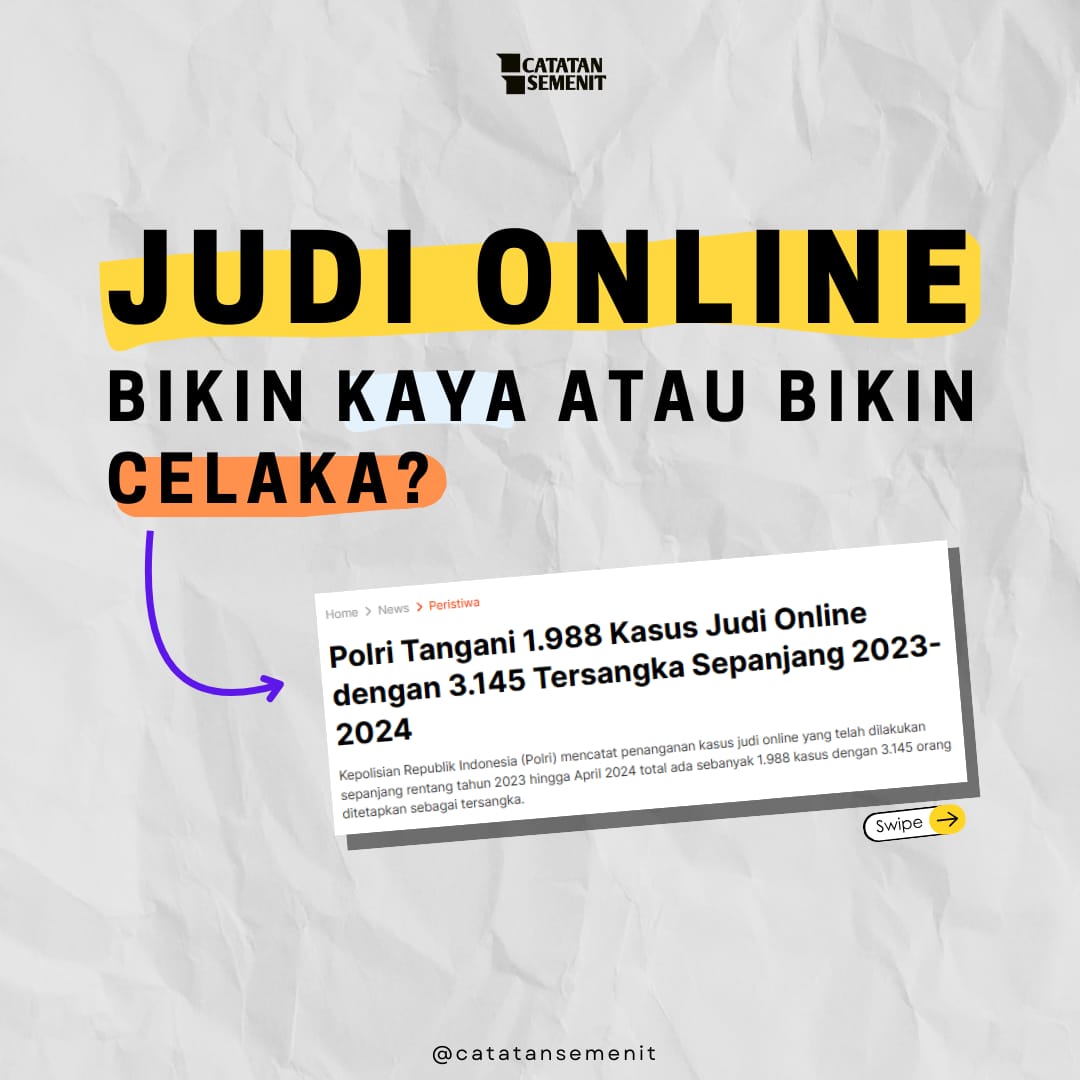 CATATAN
SEMENIT
JUDI ONLINE
BIKIN KAYA ATAU BIKIN
CELAKA?
Home > News > Peristiwa
Polri Tangani 1.988 Kasus Judi Online
dengan 3.145 Tersangka Sepanjang 2023-
2024
Kepolisian Republik Indonesia (Polri) mencatat penanganan kasus judi online yang telah dilakukan
sepanjang rentang tahun 2023 hingga April 2024 total ada sebanyak 1.988 kasus dengan 3.145 orang
ditetapkan sebagai tersangka.
Swipe
@catatansemenit